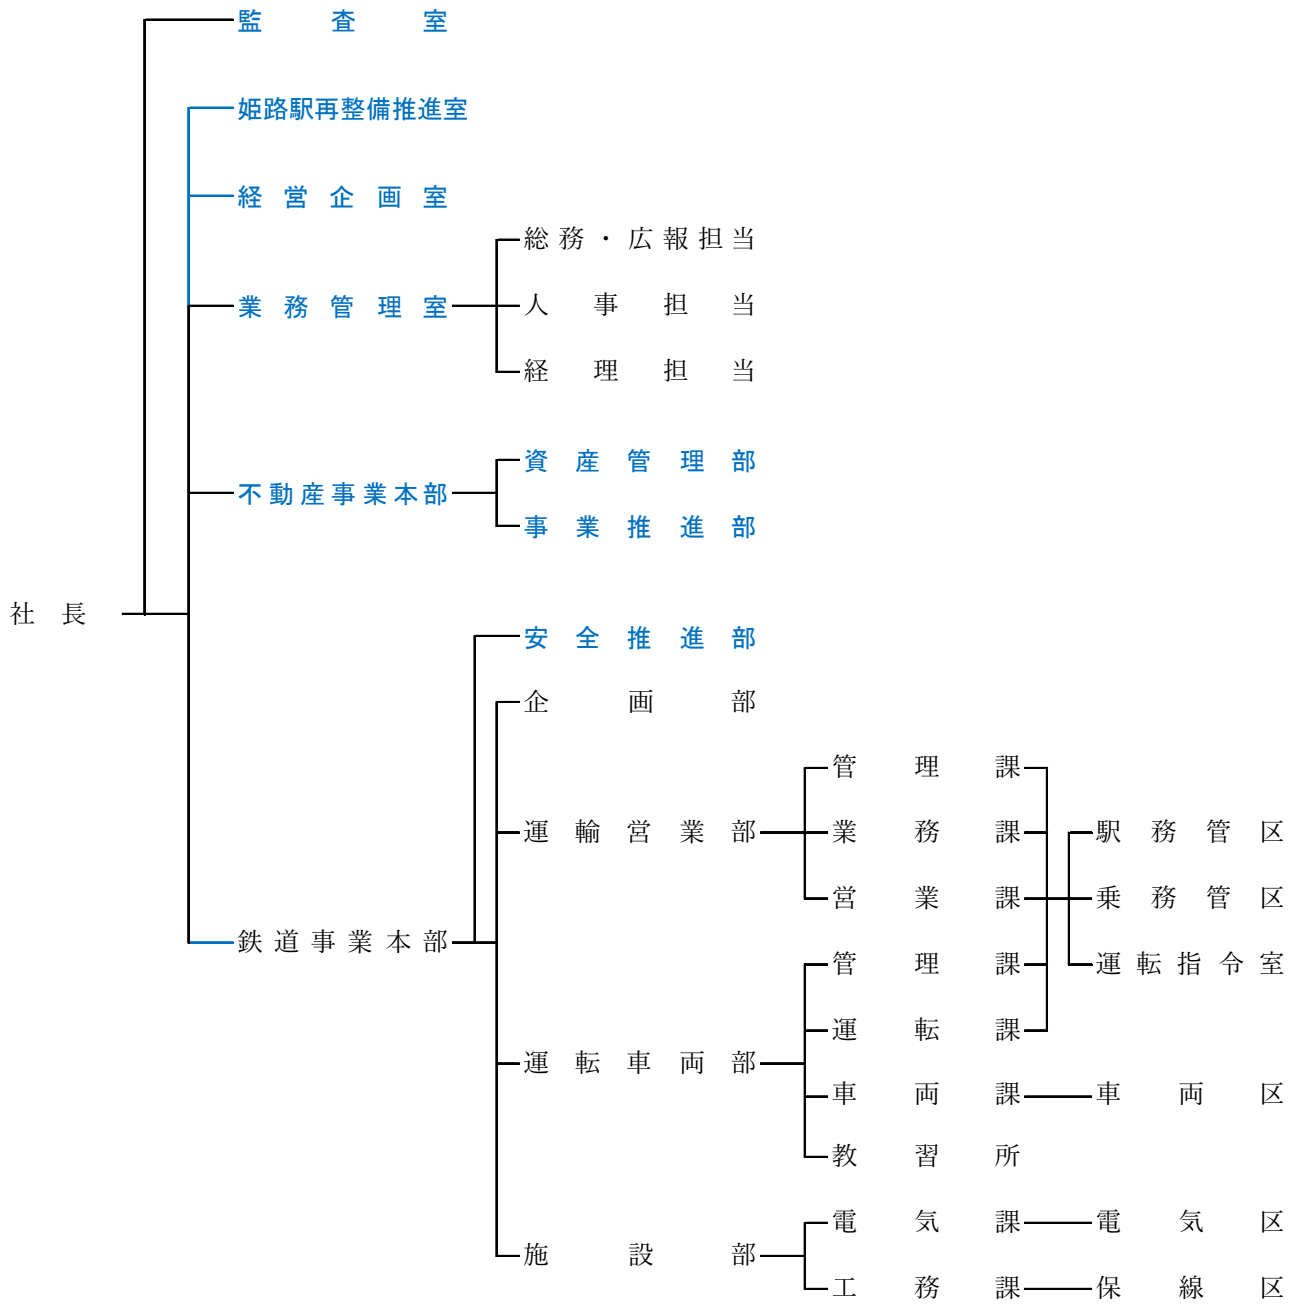 監査室
姫路駅再整備推進室
経営企画室
総務・広報担当
業務管理室 人事担当
経理担当
資産管理部
不動産事業本部
事業推進部
社長
安全推進部
企画部
管理課
運輸営業部 業務課 駅務管区
営業課 乗務管区
鉄道事業本部 管理課 運転指令室
運転課
運転車両部
車両課 車両区
教習所
電気課 電気区
施設部
工務課 保線区